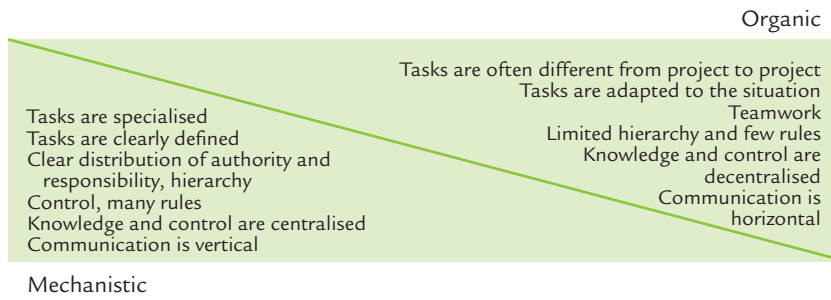 Organic
Tasks are often different from project to project
Tasks are adapted to the situation
Teamwork
Limited hierarchy and few rules
Knowledge and control are
decentralised
Communication is
horizontal
Tasks are specialised
Tasks are clearly defined
Clear distribution of authority and
responsibility, hierarchy
Control, many rules
Knowledge and control are centralised
Communication is vertical
Mechanistic